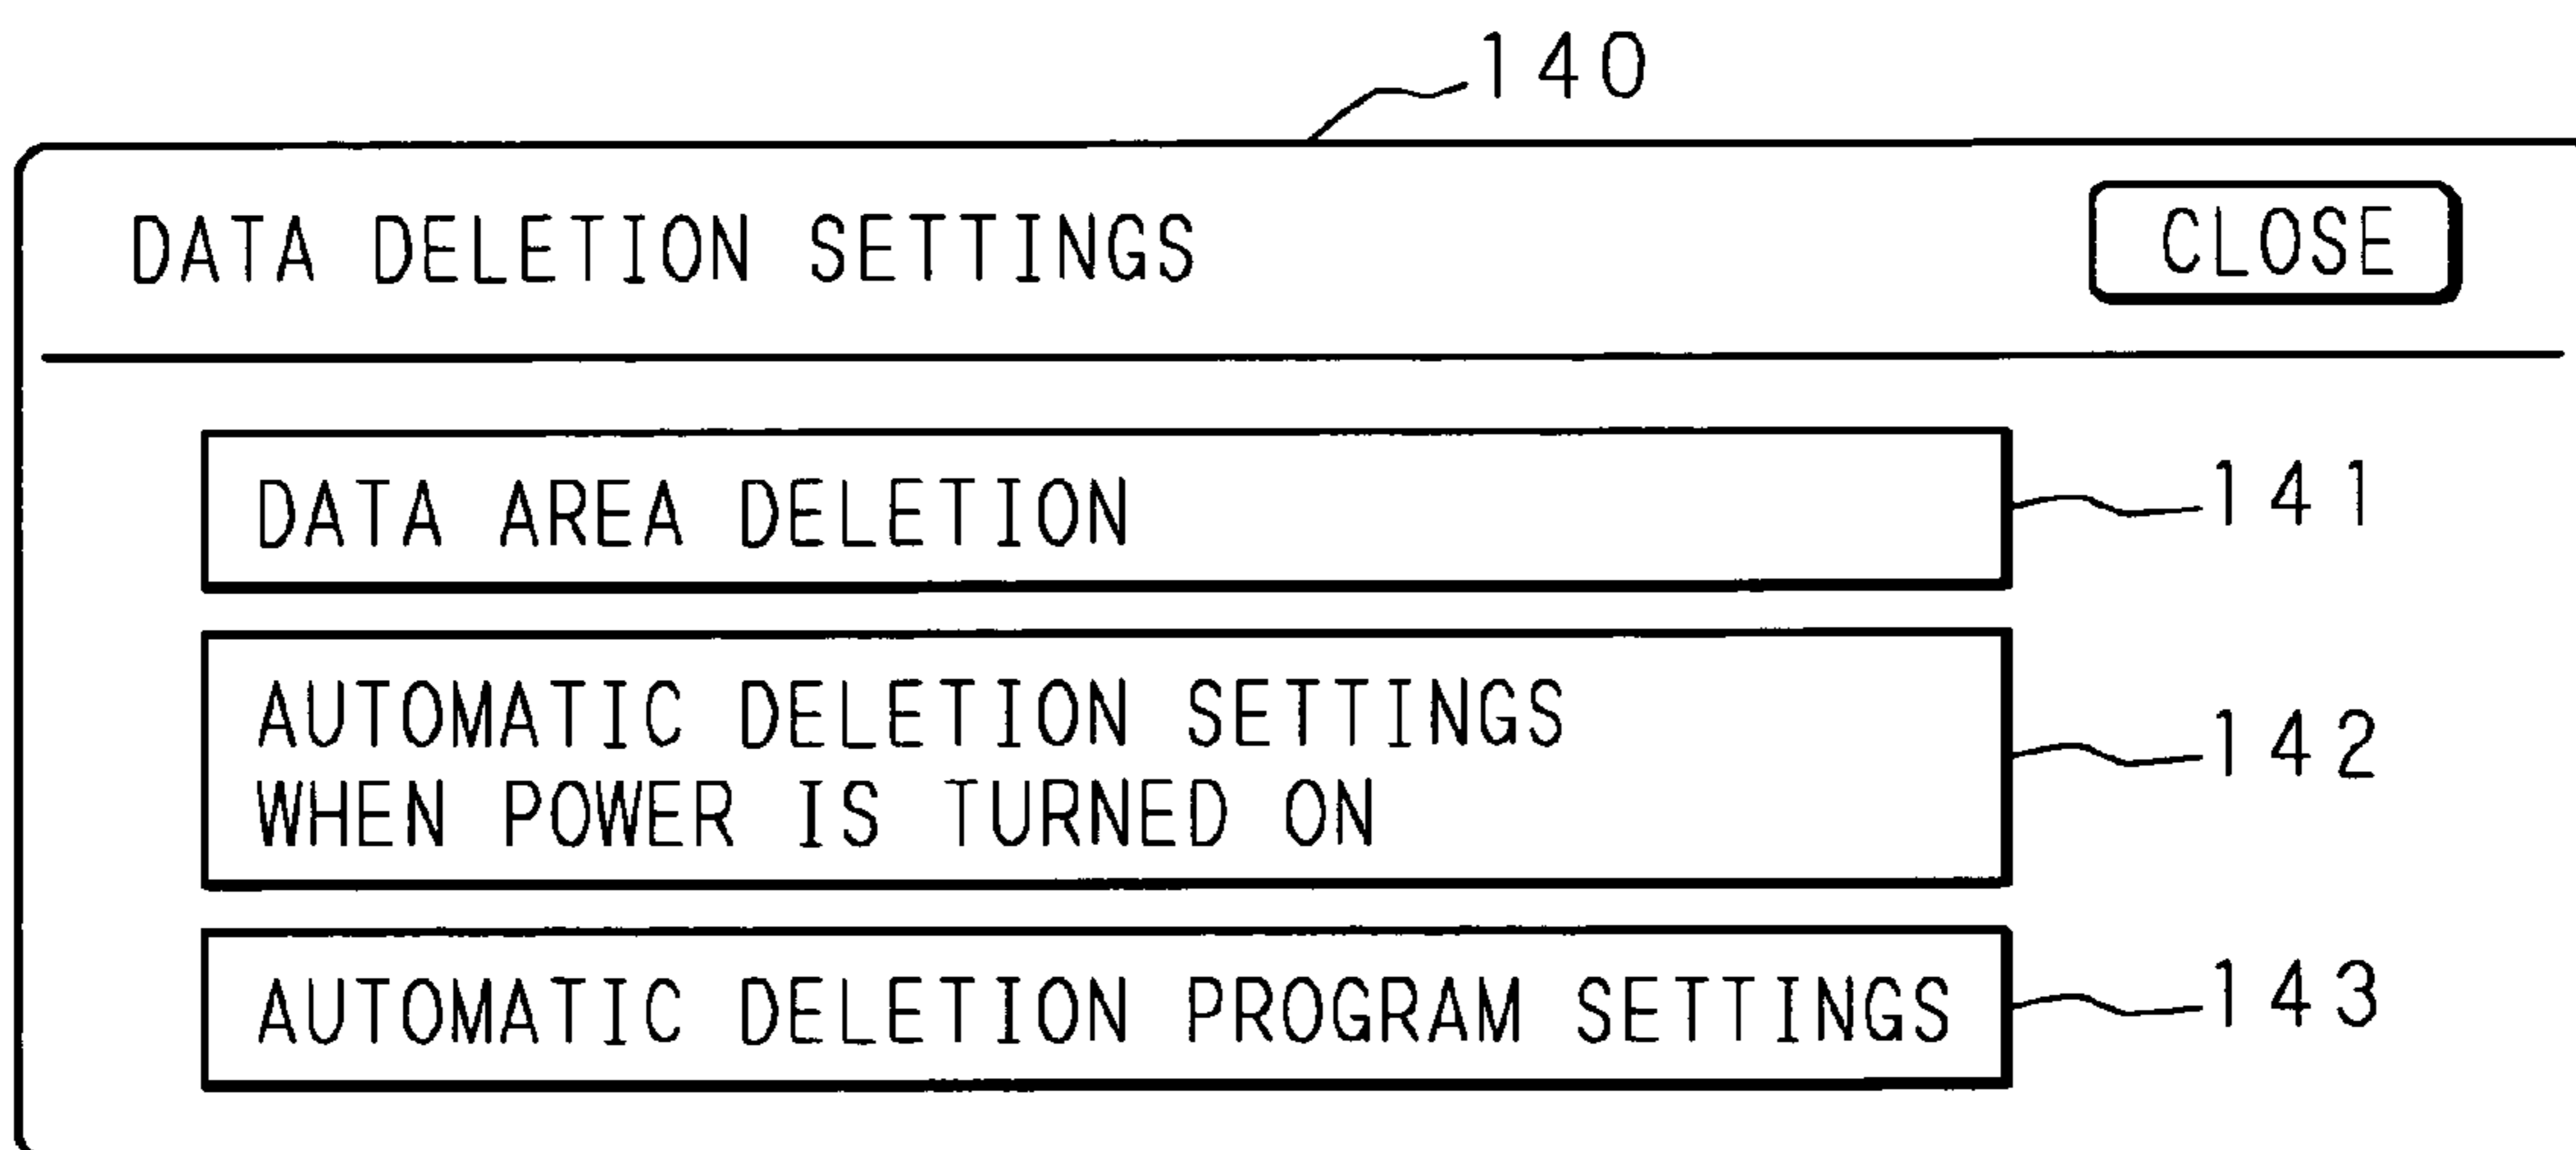 140
DATA DELETION SETTINGS
CLOSE
DATA AREA DELETION
141
AUTOMATIC DELETION SETTINGS
WHEN POWER IS TURNED ON
142
AUTOMATIC DELETION PROGRAM SETTINGS
143